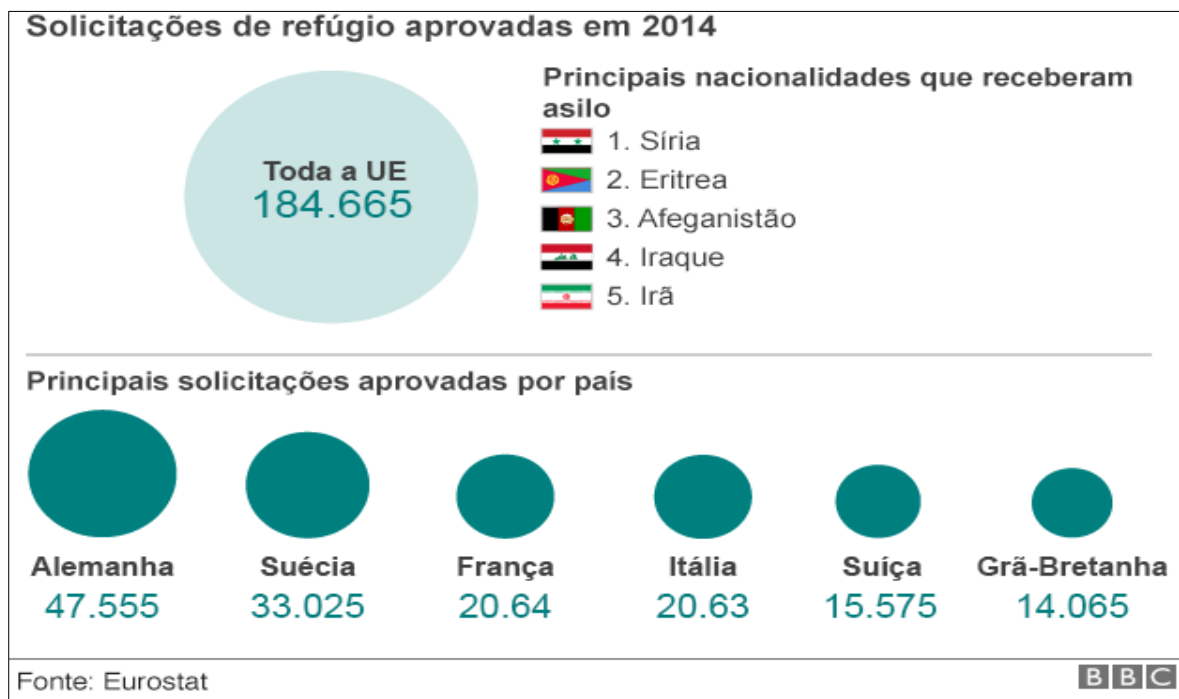 Solicitações de refúgio aprovadas em 2014
Toda a UE
184.665
Principais nacionalidades que receberam
asilo
1. Síria
2. Eritrea
3. Afeganistão
4. Iraque
5. Irã
Principais solicitações aprovadas por país
Alemanha
47.555
Suécia
33.025
França
20.64
Itália
20.63
Suíça
15.575
Grã-Bretanha
14.065
Fonte: Eurostat
BBC